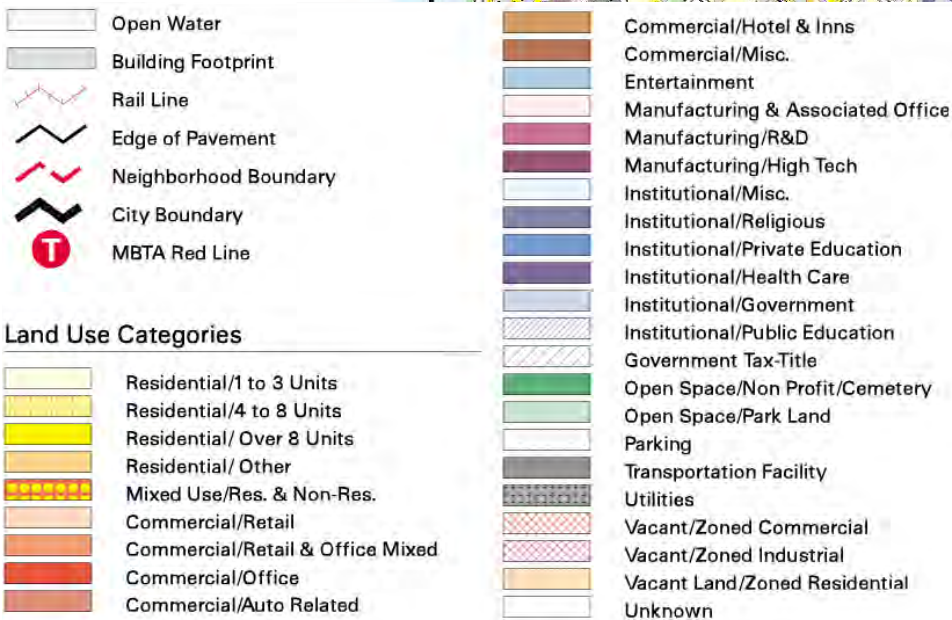 Open Water
Building Footprint
Rail Line
Edge of Pavement
Neighborhood Boundary
City Boundary
T
MBTA Red Line
Land Use Categories
Residential/1 to 3 Units
Residential/4 to 8 Units
Residential/ Over 8 Units
Residential/ Other
Mixed Use/Res. & Non-Res.
Commercial/Retail
Commercial/Retail & Office Mixed
Commercial/Office
Commercial/Auto Related
Commercial/Hotel & Inns
Commercial/Misc.
Entertainment
Manufacturing & Associated Office
Manufacturing/R&D
Manufacturing/High Tech
Institutional/Misc.
Institutional/Religious
Institutional/Private Education
Institutional/Health Care
Institutional/Government
Institutional/Public Education
Government Tax-Title
Open Space/Non Profit/Cemetery
Open Space/Park Land
Parking
Transportation Facility
Utilities
Vacant/Zoned Commercial
Vacant/Zoned Industrial
Vacant Land/Zoned Residential
Unknown